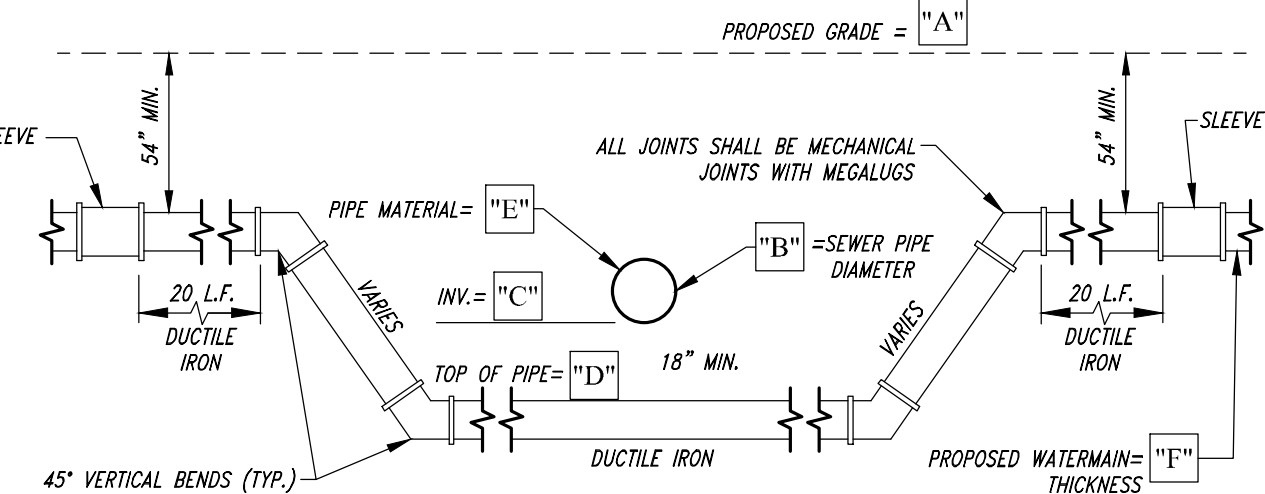 PROPOSED GRADE = "A"
54" MIN.
54" MIN.
EEVE
SLEEVE
ALL JOINTS SHALL BE MECHANICAL
JOINTS WITH MEGALUGS
PIPE MATERIAL= "E"
"B" =SEWER PIPE
DIAMETER
INV.= "C"
VARIES
VARIES
20 L.F.
DUCTILE
IRON
20 L.F.
DUCTILE
IRON
18" MIN.
TOP OF PIPE= "D"
DUCTILE IRON
45° VERTICAL BENDS (TYP.)
PROPOSED WATERMAIN= "F"
THICKNESS